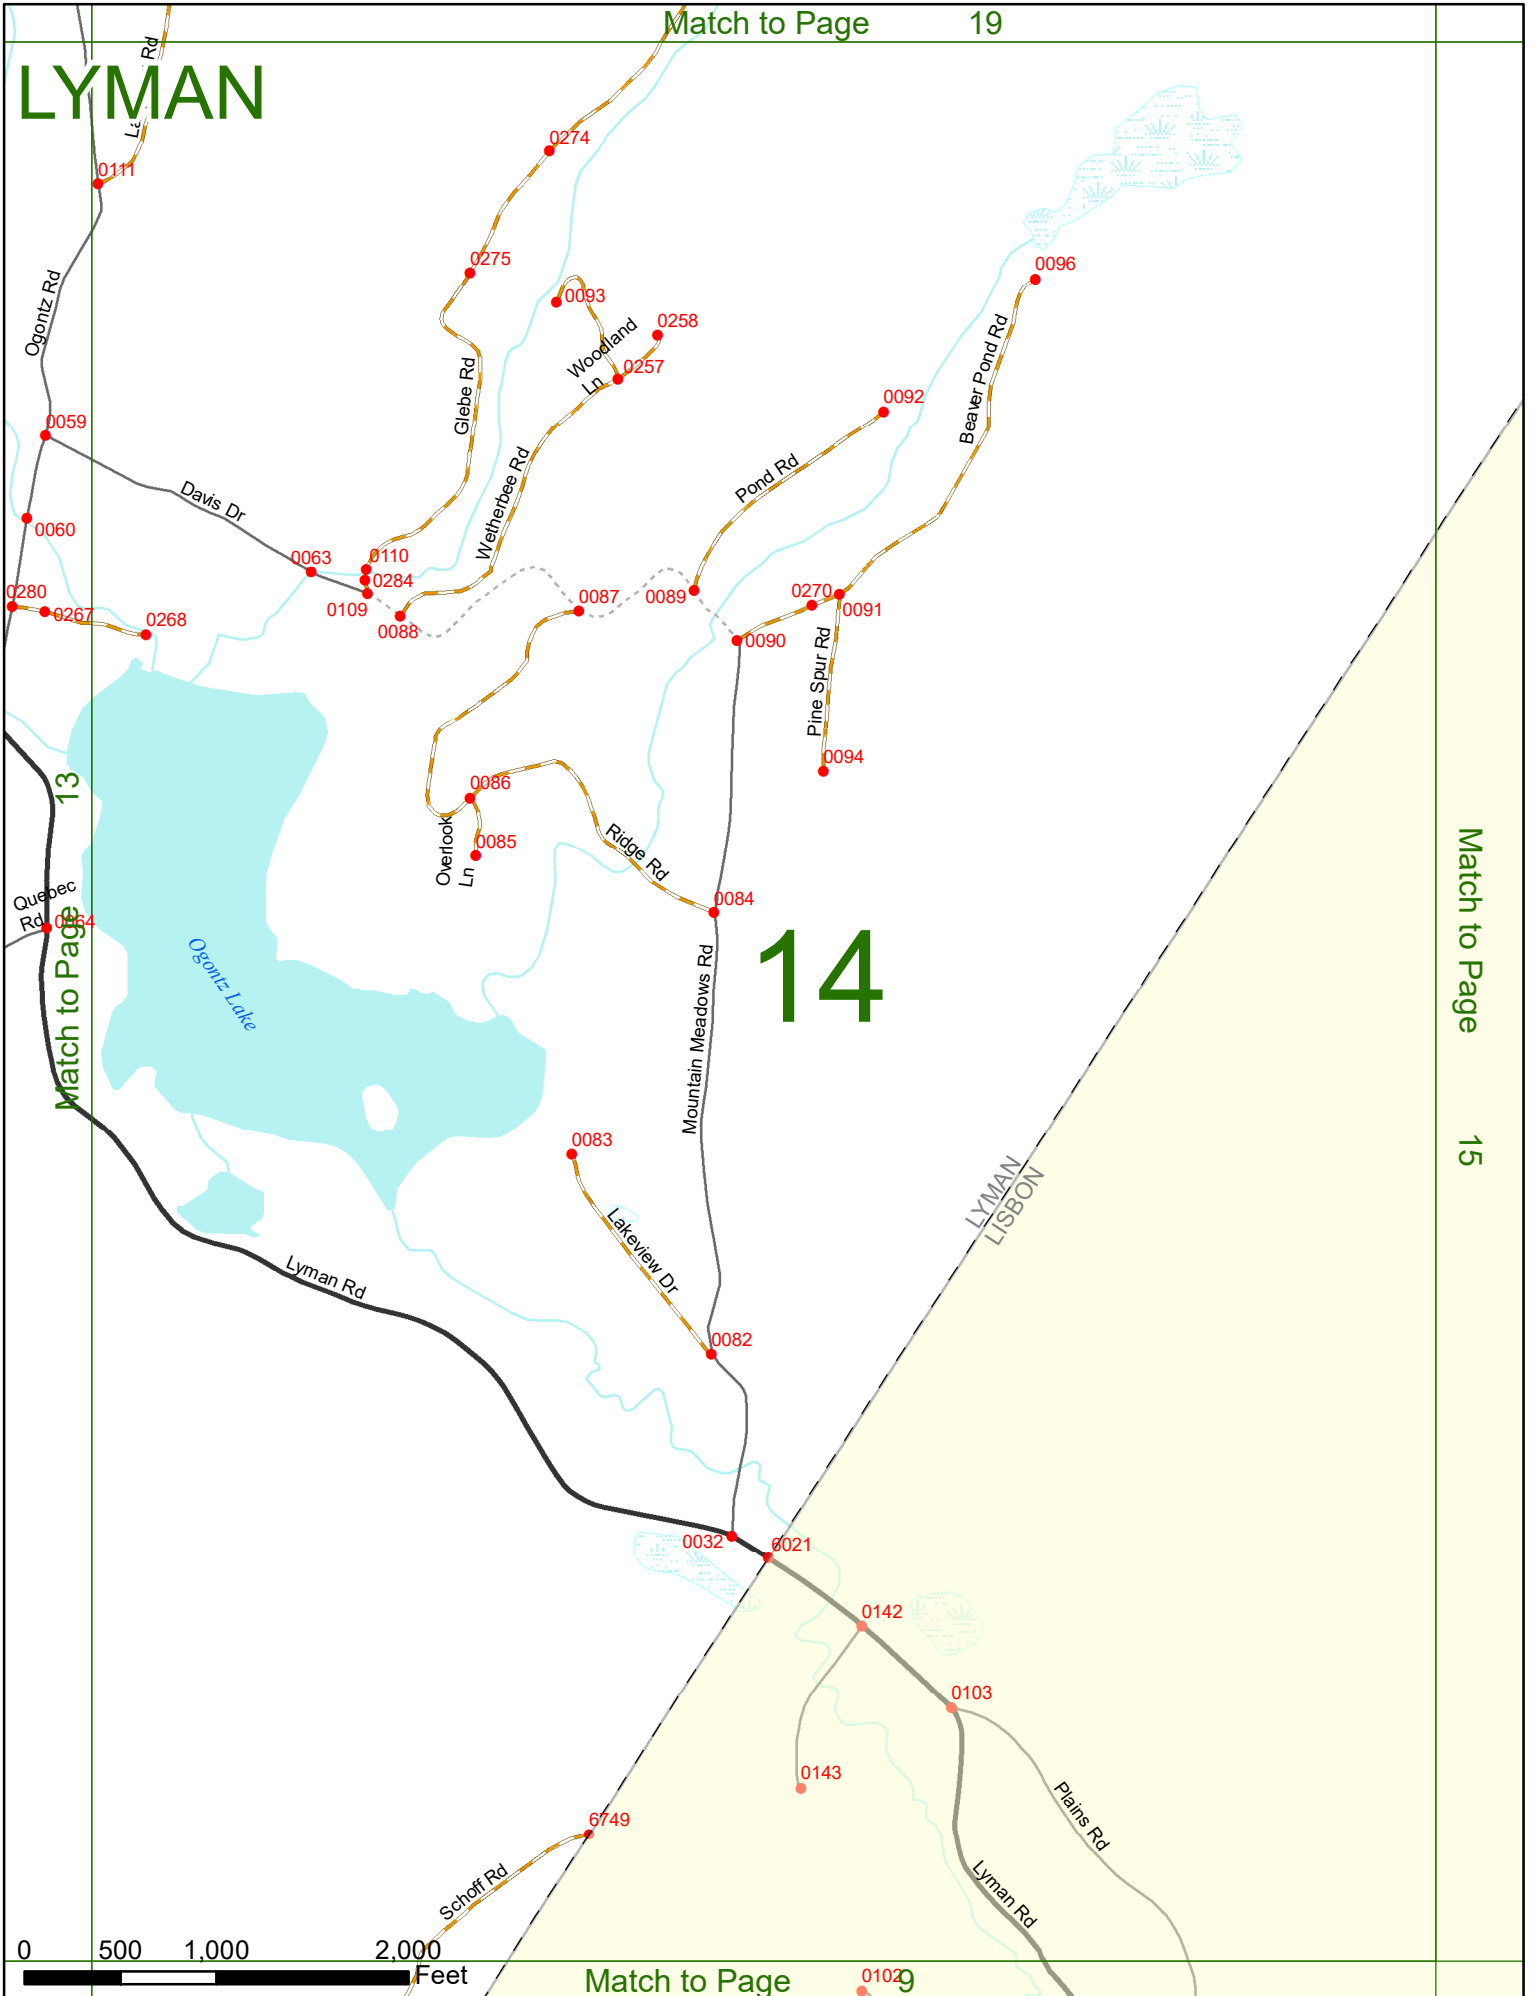 Match to Page 19
LYMAN
Rd
0111
0274
0275
0093
0258
0257
0096
Ogontz Rd
Woodland
Ln
Glebe Rd
Beaver Pond Rd
0059
0092
Davis Dr
Wetherbee Rd
Pond Rd
0060
0063
0110
0284
0109
0088
0087
0089
0270
0091
0090
0280
0267
0268
Pine Spur Rd
0094
0086
0085
Overlook
Ln
Ridge Rd
0084
Match to Page 13
Quebec
Rd
0064
Ogontz Lake
14
Mountain Meadows Rd
Match to Page 15
0083
Lakeview Dr
LYMAN
LISBON
Lyman Rd
0082
0032
6021
0142
0103
0143
Plains Rd
6749
Schoff Rd
Lyman Rd
0 500 1,000 2,000
Feet
Match to Page 9
0102